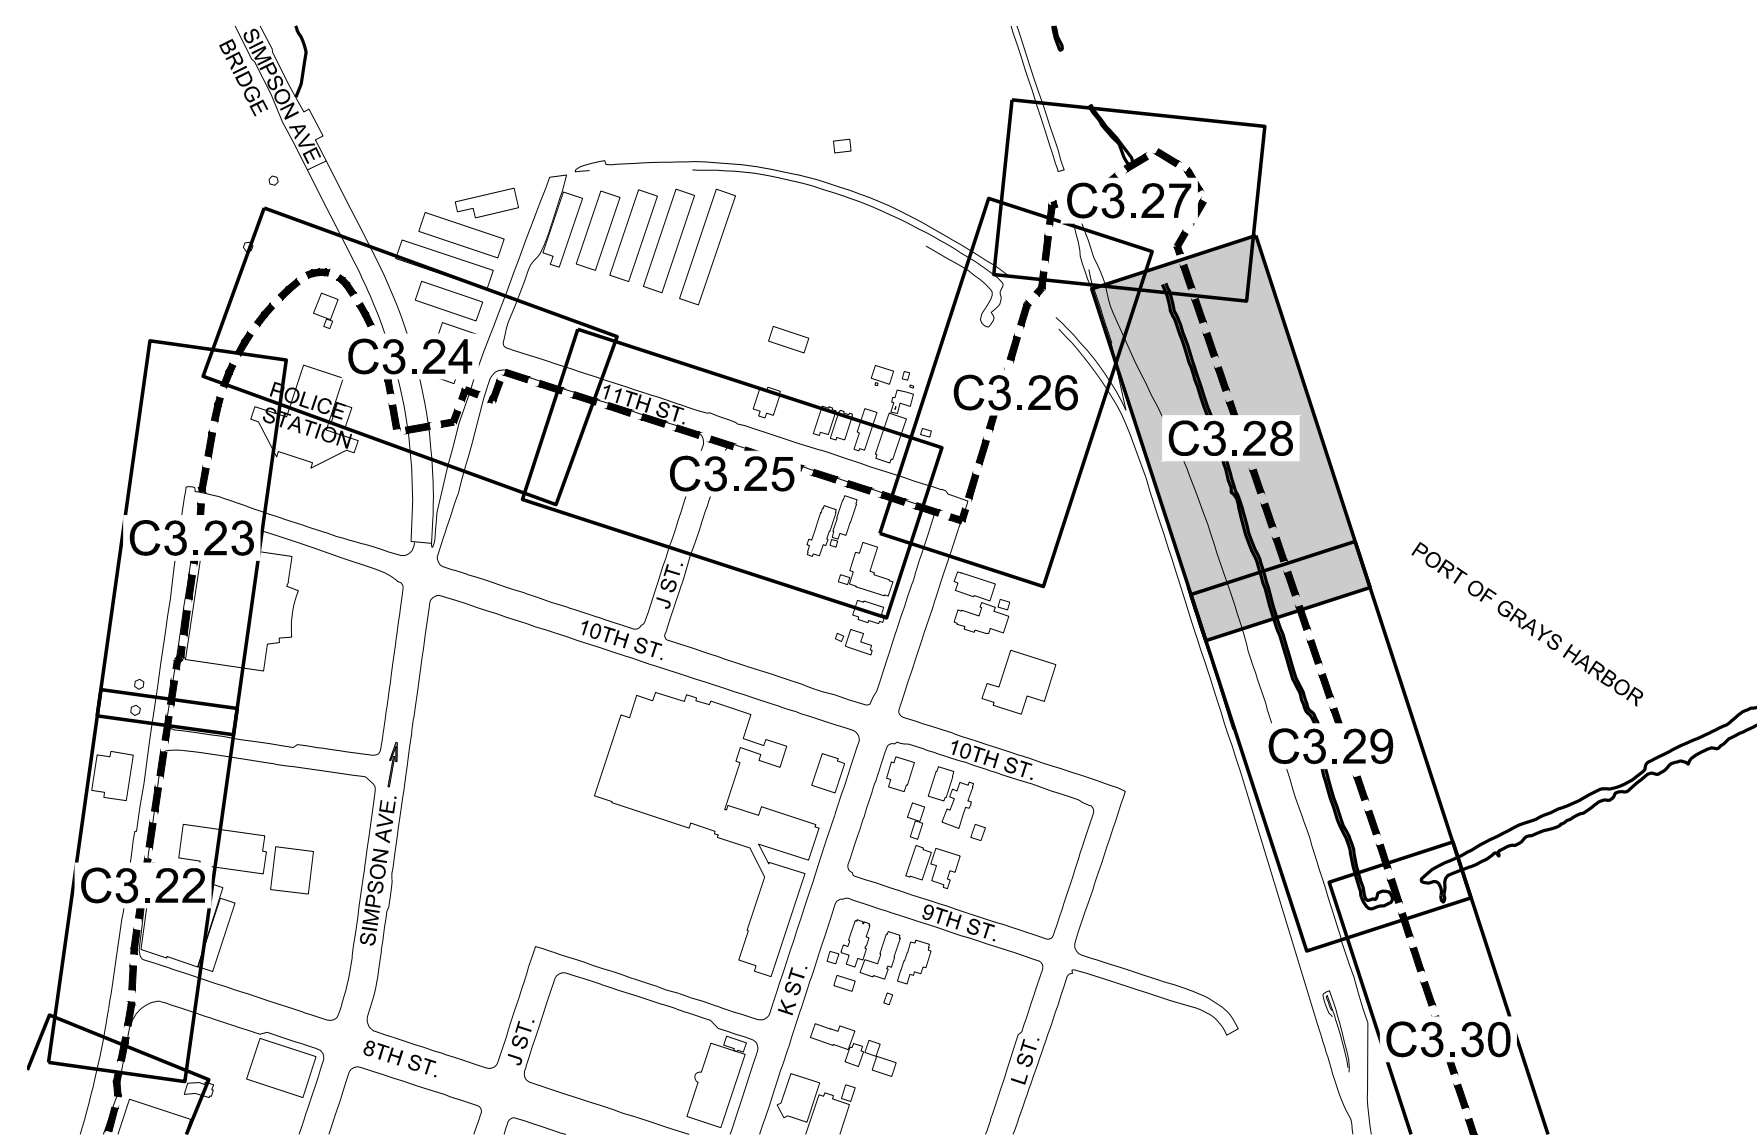 SIMPSON AVE
BRIDGE
C3.27
C3.24
POLICE
STATION
11TH ST.
C3.26
C3.28
C3.25
C3.23
PORT OF GRAYS HARBOR
J ST.
10TH ST.
10TH ST.
C3.29
SIMPSON AVE.
C3.22
9TH ST.
K ST.
J ST.
8TH ST.
L ST.
C3.30